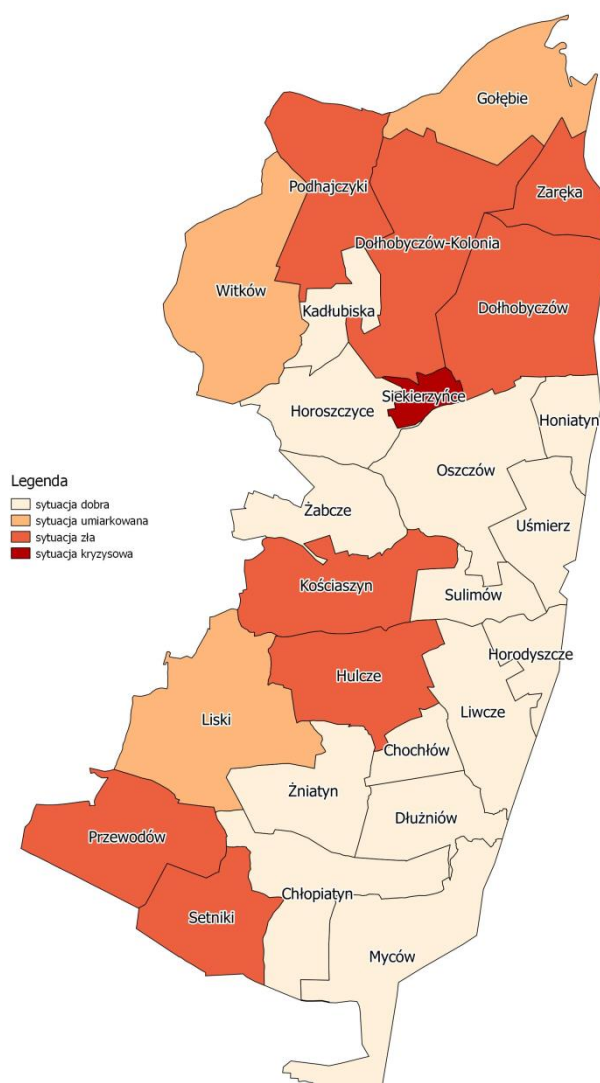 Gołębie
Podhajczyki
Zaręka
Dołhobyczów-Kolonia
Witków
Kadłubiska
Dołhobyczów
Siekierzyńce
Horoszczyce
Honiatyn
Oszczów
Legenda
sytuacja dobra
sytuacja umiarkowana
sytuacja zła
sytuacja kryzysowa
Żabcze
Uśmierz
Kościaszyn
Sulimów
Horodyszcze
Hulcze
Liwcze
Liski
Chochłów
Żniatyn
Dłużniów
Przewodów
Chłopiatyn
Setniki
Myców